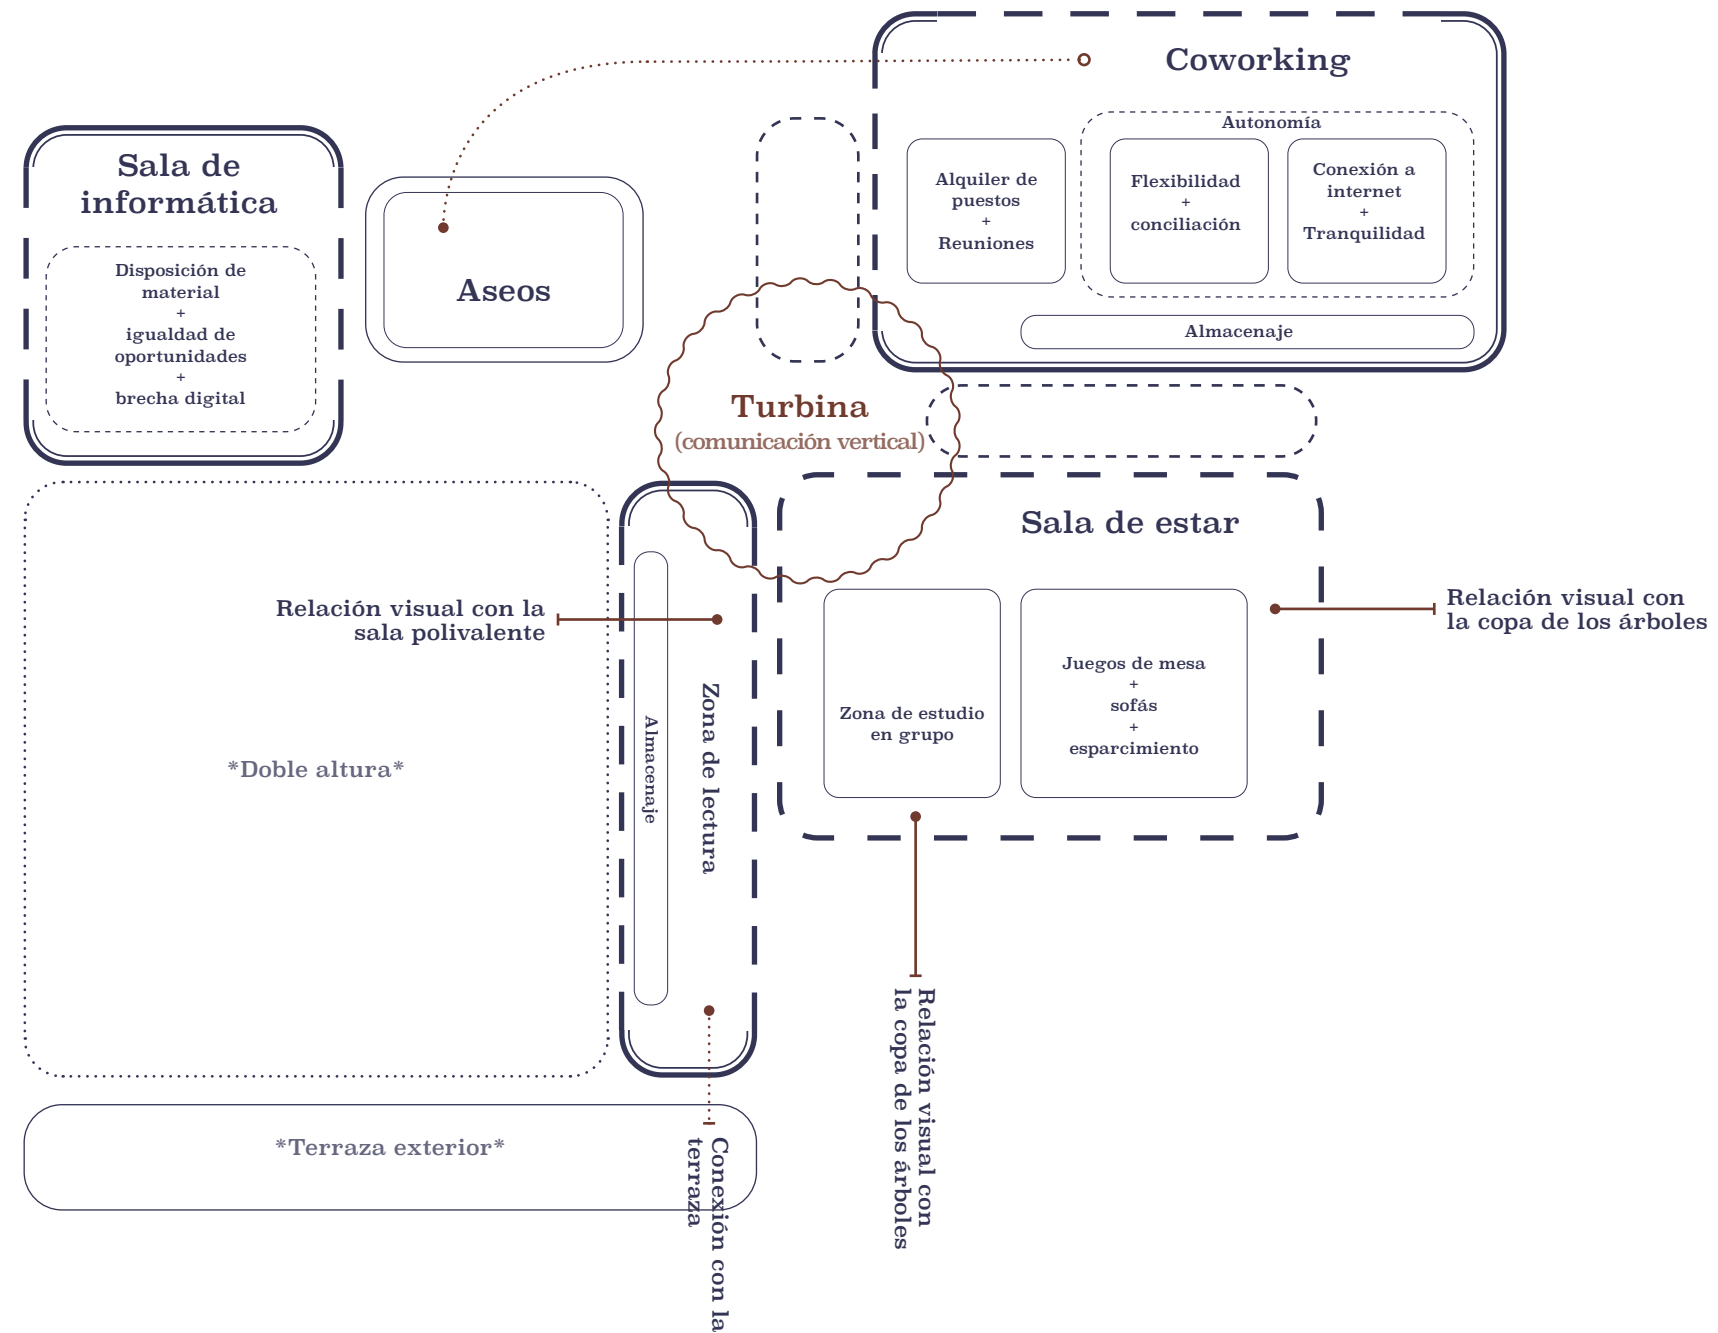 Coworking
Autonomía
Alquiler de
puestos
+
Reuniones
Flexibilidad
+
conciliación
Conexión a
internet
+
Tranquilidad
Almacenaje
Sala de
informática
Disposición de
material
+
igualdad de
oportunidades
+
brecha digital
Aseos
Turbina
(comunicación vertical)
Sala de estar
Zona de estudio
en grupo
Juegos de mesa
+
sofás
+
esparcimiento
Relación visual con
la copa de los árboles
Relación visual con la
sala polivalente
Almacenaje
Zona de lectura
*Doble altura*
Relación visual con
la copa de los árboles
*Terraza exterior*
Conexión con la
terraza